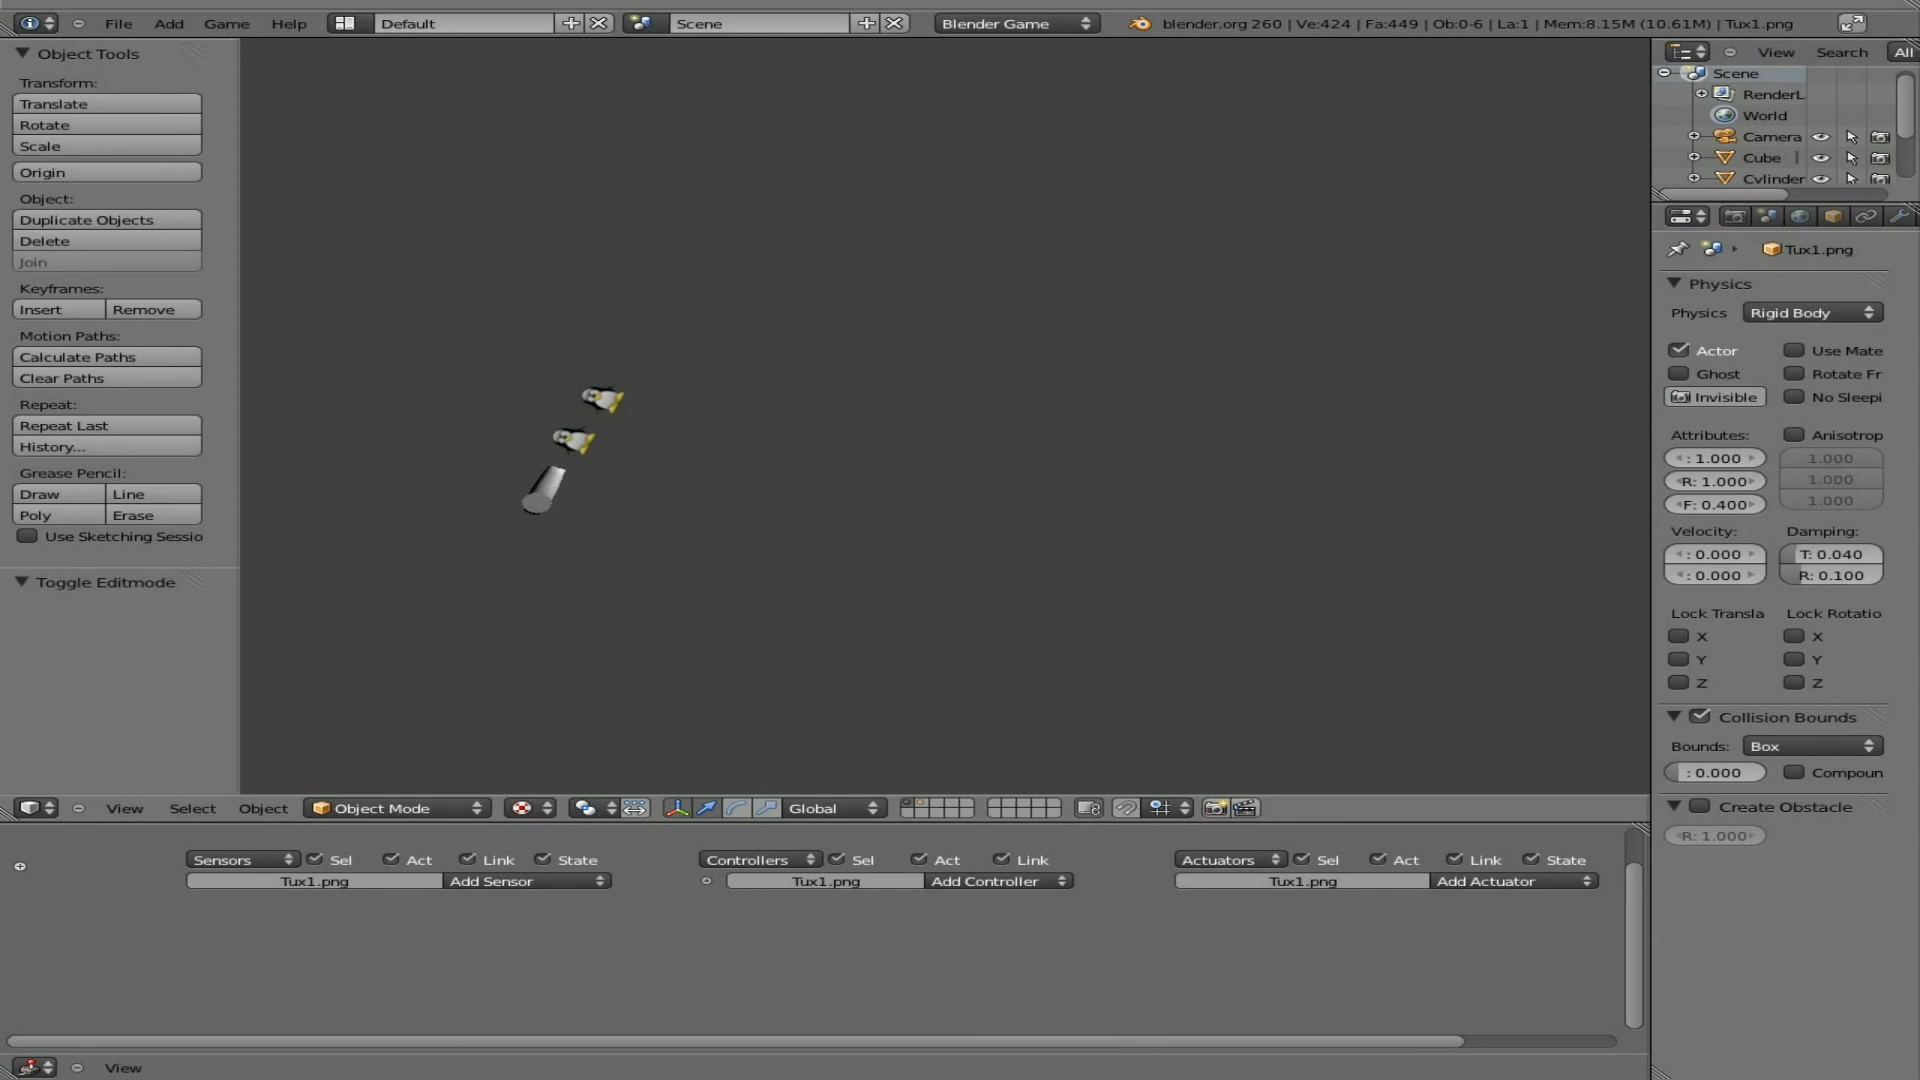 File Add Game Help Default Scene Blender Game blender.org 260 | Ve:424 | Fa:449 | Ob:0-6 | La:1 | Mem:8.15M (10.61M) | Tux1.png
Object Tools
Transform:
Translate
Rotate
Scale
Origin
Object:
Duplicate Objects
Delete
Join
Keyframes:
Insert Remove
Motion Paths:
Calculate Paths
Clear Paths
Repeat:
Repeat Last
History...
Grease Pencil:
Draw Line
Poly Erase
Use Sketching Sessio
Toggle Editmode
View Search All
Scene
RenderL
World
Camera
Cube
Cylinder
Tux1.png
Physics
Physics Rigid Body
Actor Use Mate
Ghost Rotate Fr
Invisible No Sleepi
Attributes: Anisotrop
: 1.000 1.000
R: 1.000 1.000
F: 0.400 1.000
Velocity: Damping:
: 0.000 T: 0.040
: 0.000 R: 0.100
Lock Transla Lock Rotatio
X X
Y Y
Z Z
Collision Bounds
Bounds: Box
: 0.000 Compoun
Create Obstacle
R: 1.000
View Select Object Object Mode Global
Sensors Sel Act Link State Controllers Sel Act Link Actuators Sel Act Link State
Tux1.png Add Sensor Tux1.png Add Controller Tux1.png Add Actuator
View